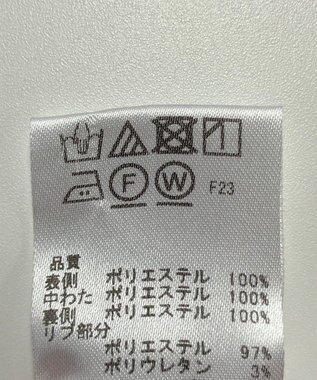 F W F23
品質
表側 ポリエステル 100%
中わた ポリエステル 100%
裏側 ポリエステル 100%
リブ部分
ポリエステル 97%
ポリウレタン 3%